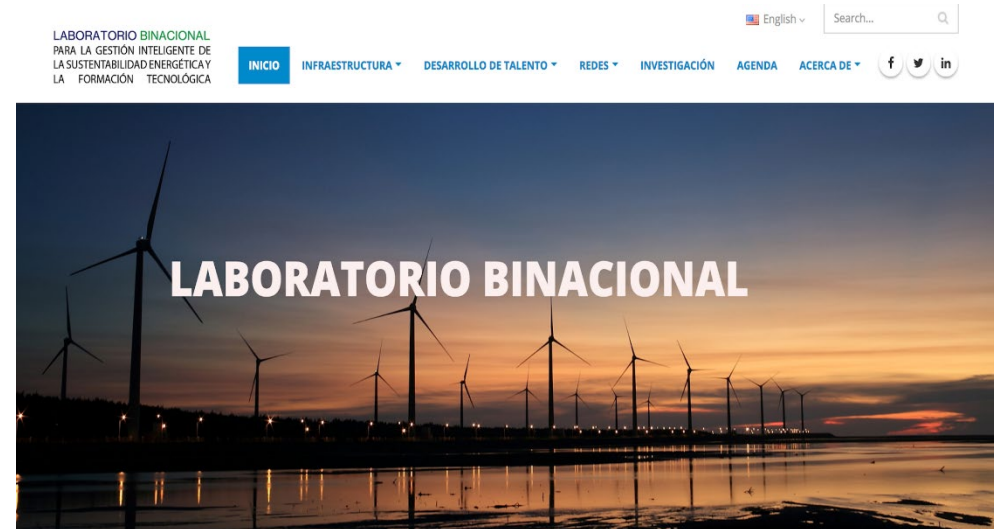 English
Search...
LABORATORIO BINACIONAL
PARA LA GESTIÓN INTELIGENTE DE
LA SUSTENTABILIDAD ENERGÉTICA Y
LA FORMACIÓN TECNOLÓGICA
INICIO INFRAESTRUCTURA DESARROLLO DE TALENTO REDES INVESTIGACIÓN AGENDA ACERCA DE
LABORATORIO BINACIONAL